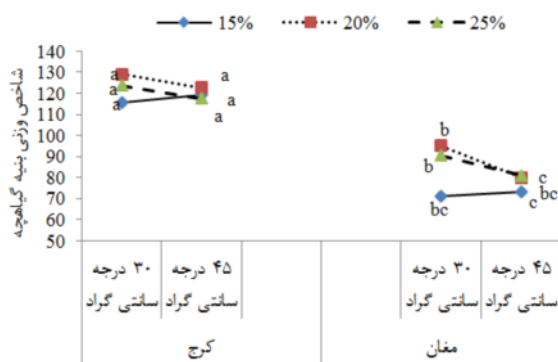 15% 20% 25%
شاخص وزنی بنیه گیاهچه
140
130
120
110
100
90
80
70
60
50
a a
a a
a a
b
b
bc
c
bc
c
۳۰ درجه سانتی گراد
۴۵ درجه سانتی گراد
۳۰ درجه سانتی گراد
۴۵ درجه سانتی گراد
کرج
مغان